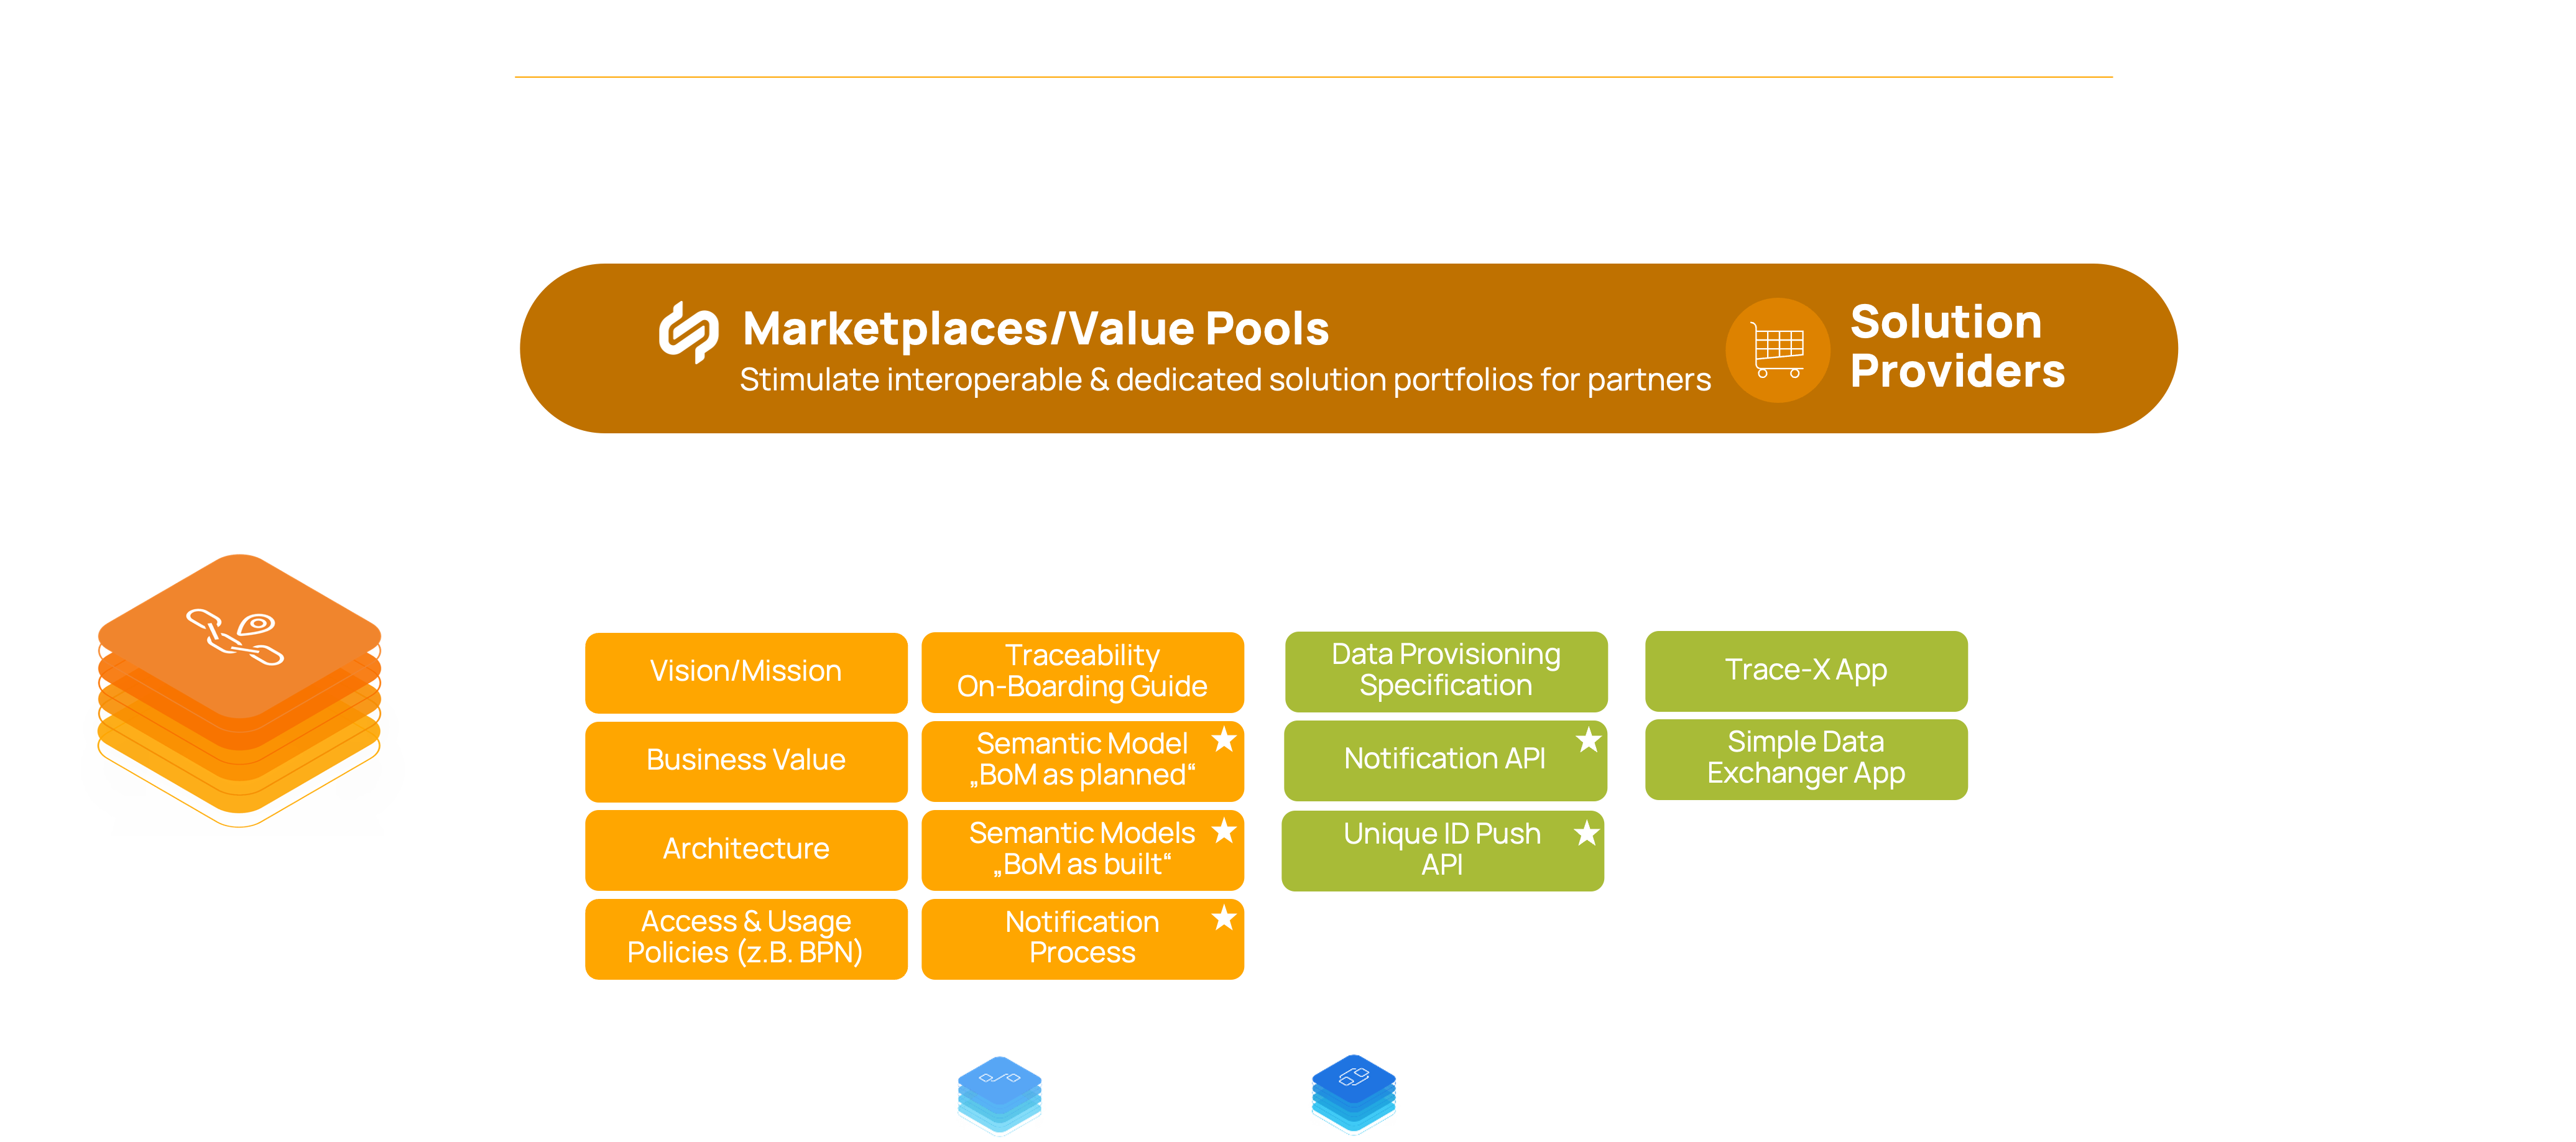 Marketplaces/Value Pools
Stimulate interoperable & dedicated solution portfolios for partners
Solution
Providers
Vision/Mission
Business Value
Architecture
Access & Usage
Policies (z.B. BPN)
Traceability
On-Boarding Guide
Semantic Model
„BoM as planned“
Semantic Models
„BoM as built“
Notification
Process
Data Provisioning
Specification
Notification API
Unique ID Push
API
Trace-X App
Simple Data
Exchanger App